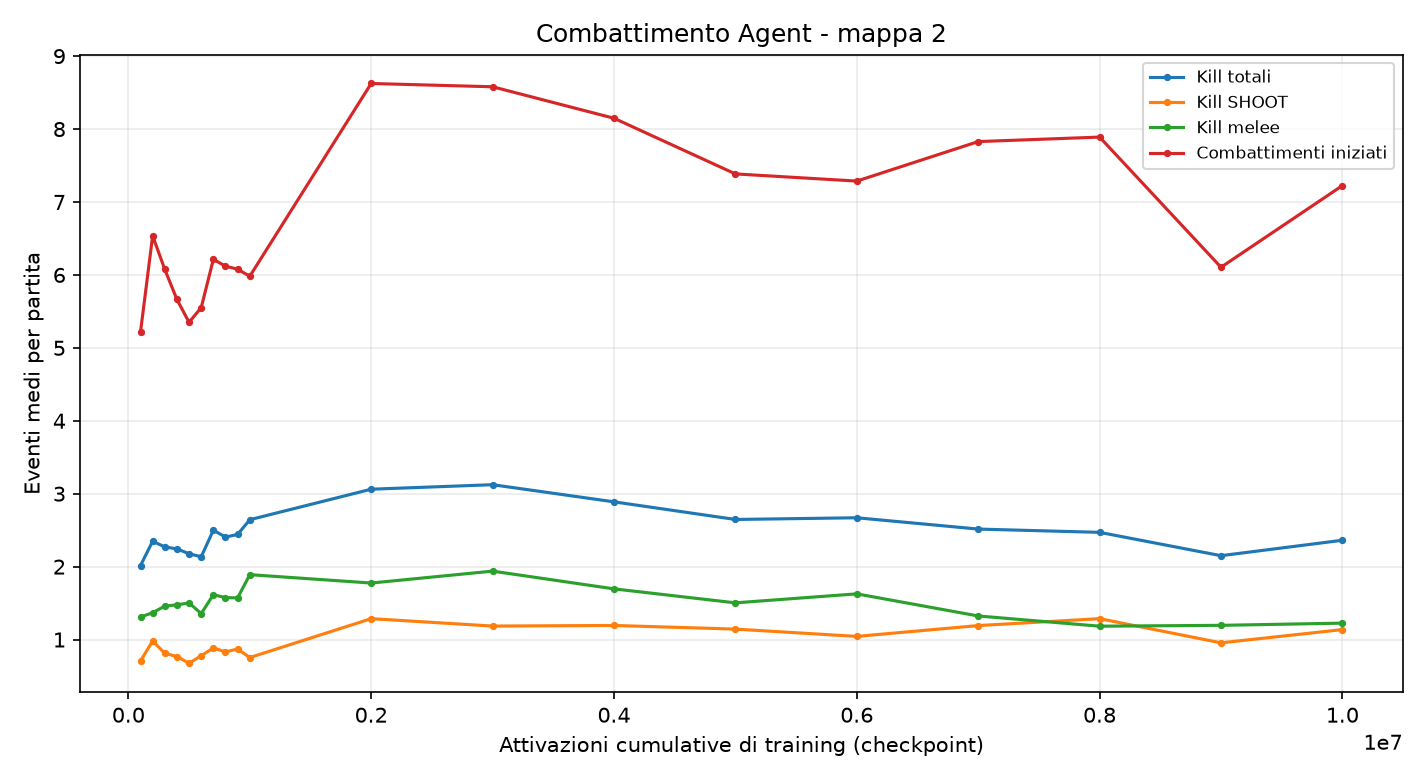 Combattimento Agent - mappa 2
Eventi medi per partita
9
8
7
6
5
4
3
2
1
Kill totali
Kill SHOOT
Kill melee
Combattimenti iniziati
0.0 0.2 0.4 0.6 0.8 1.0
1e7
Attivazioni cumulative di training (checkpoint)